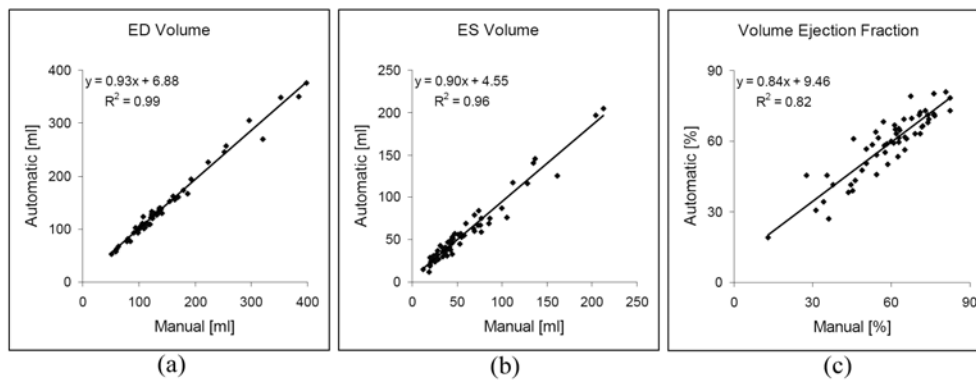 ED Volume
y = 0.93x + 6.88
R² = 0.99
Automatic [ml]
400
300
200
100
0
0 100 200 300 400
Manual [ml]
(a)
ES Volume
y = 0.90x + 4.55
R² = 0.96
Automatic [ml]
250
200
150
100
50
0
0 50 100 150 200 250
Manual [ml]
(b)
Volume Ejection Fraction
y = 0.84x + 9.46
R² = 0.82
Automatic [%]
90
60
30
0
0 30 60 90
Manual [%]
(c)